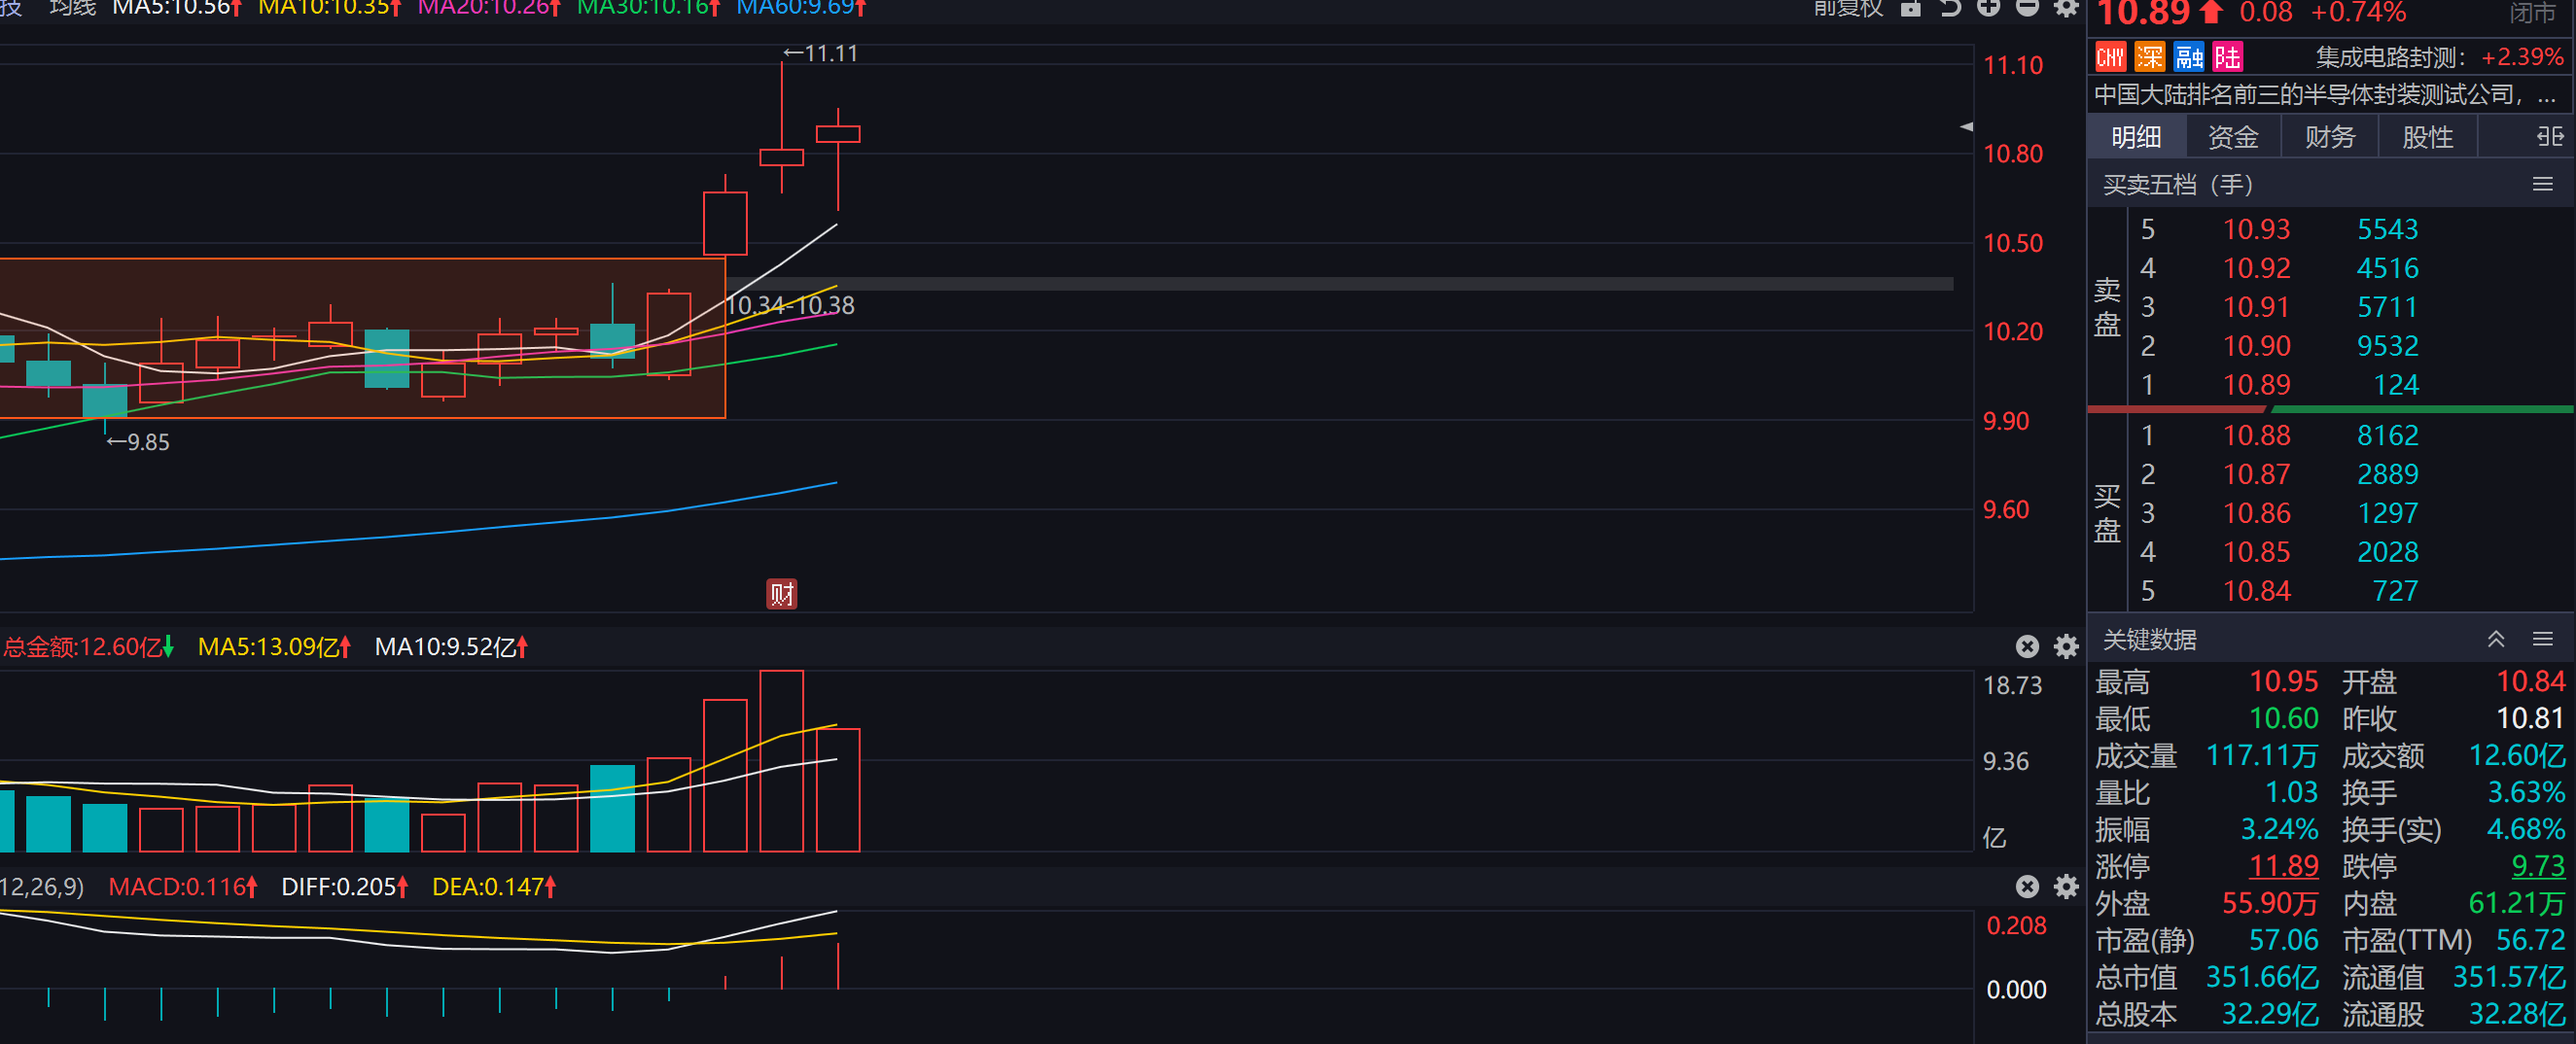 技 均线 MA5:10.56 MA10:10.35 MA20:10.26 MA30:10.16 MA60:9.69
前复权
←11.11
10.34-10.38
←9.85
财
11.10
10.80
10.50
10.20
9.90
9.60
总金额:12.60亿 MA5:13.09亿 MA10:9.52亿
18.73
9.36
亿
12,26,9) MACD:0.116 DIFF:0.205 DEA:0.147
0.208
0.000
10.89 0.08 +0.74% 闭市
CNY 深 融 陆 集成电路封测: +2.39%
中国大陆排名前三的半导体封装测试公司，...
明细 资金 财务 股性
买卖五档（手）
卖盘
5 10.93 5543
4 10.92 4516
3 10.91 5711
2 10.90 9532
1 10.89 124
买盘
1 10.88 8162
2 10.87 2889
3 10.86 1297
4 10.85 2028
5 10.84 727
关键数据
最高 10.95 开盘 10.84
最低 10.60 昨收 10.81
成交量 117.11万 成交额 12.60亿
量比 1.03 换手 3.63%
振幅 3.24% 换手(实) 4.68%
涨停 11.89 跌停 9.73
外盘 55.90万 内盘 61.21万
市盈(静) 57.06 市盈(TTM) 56.72
总市值 351.66亿 流通值 351.57亿
总股本 32.29亿 流通股 32.28亿